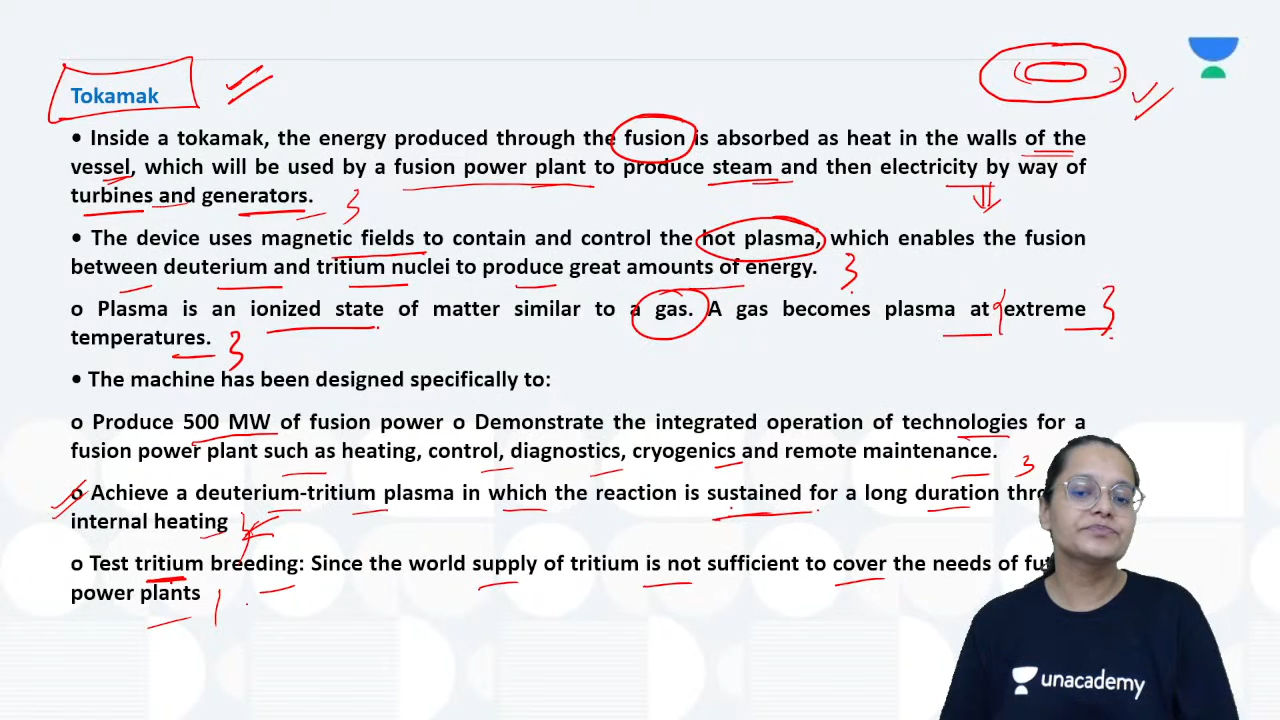 Tokamak
• Inside a tokamak, the energy produced through the fusion is absorbed as heat in the walls of the
vessel, which will be used by a fusion power plant to produce steam and then electricity by way of
turbines and generators.
• The device uses magnetic fields to contain and control the hot plasma, which enables the fusion
between deuterium and tritium nuclei to produce great amounts of energy.
o Plasma is an ionized state of matter similar to a gas. A gas becomes plasma at extreme
temperatures.
• The machine has been designed specifically to:
o Produce 500 MW of fusion power o Demonstrate the integrated operation of technologies for a
fusion power plant such as heating, control, diagnostics, cryogenics and remote maintenance.
o Achieve a deuterium-tritium plasma in which the reaction is sustained for a long duration
internal heating
o Test tritium breeding: Since the world supply of tritium is not sufficient to cover the needs of
power plants
unacademy